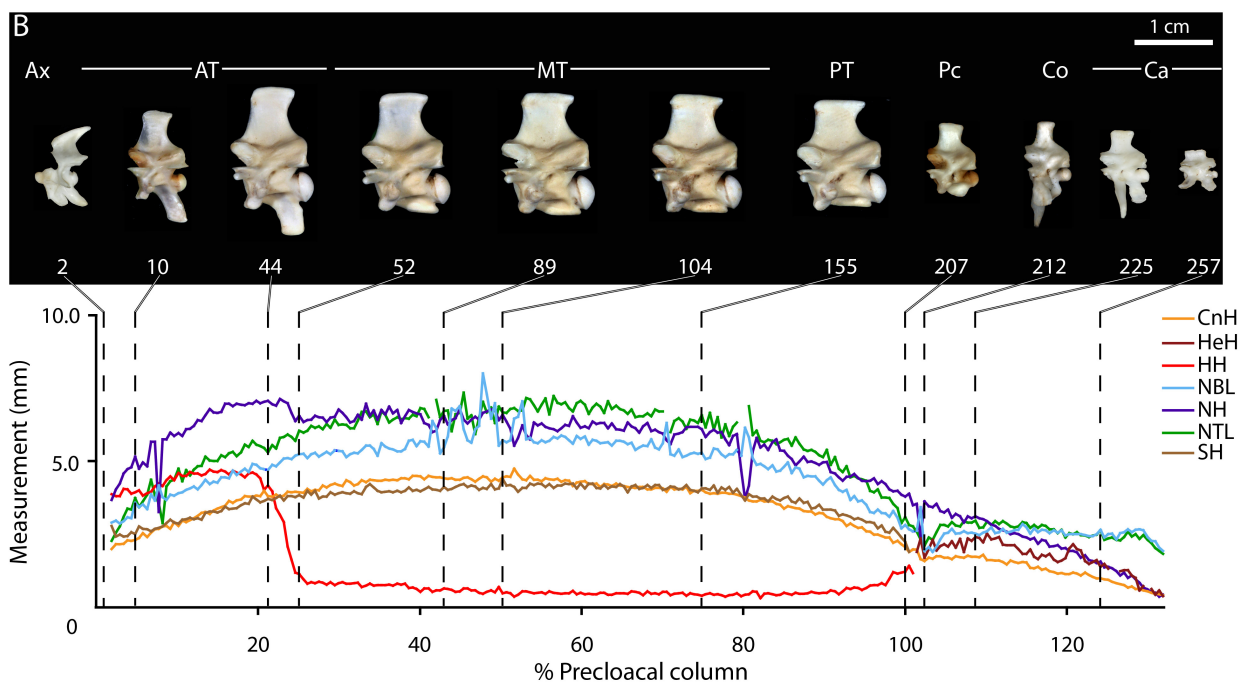 B
1 cm
Ax AT MT PT Pc Co Ca
2 10 44 52 89 104 155 207 212 225 257
10.0
5.0
0
Measurement (mm)
20 40 60 80 100 120
% Precloacal column
CnH
HeH
HH
NBL
NH
NTL
SH